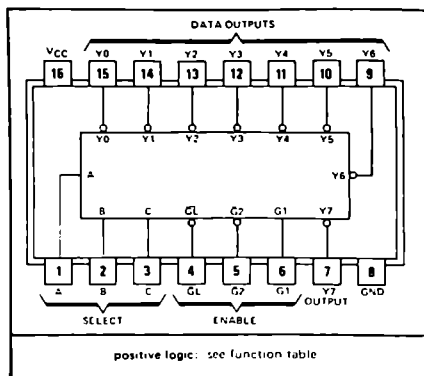 DATA OUTPUTS
VCC Y0 Y1 Y2 Y3 Y4 Y5 Y6
16 15 14 13 12 11 10 9
Y0 Y1 Y2 Y3 Y4 Y5
A Y6
B C GL G2 G1 Y7
1 2 3 4 5 6 7 8
A B C GL G2 G1 Y7 GND
SELECT ENABLE OUTPUT
positive logic: see function table